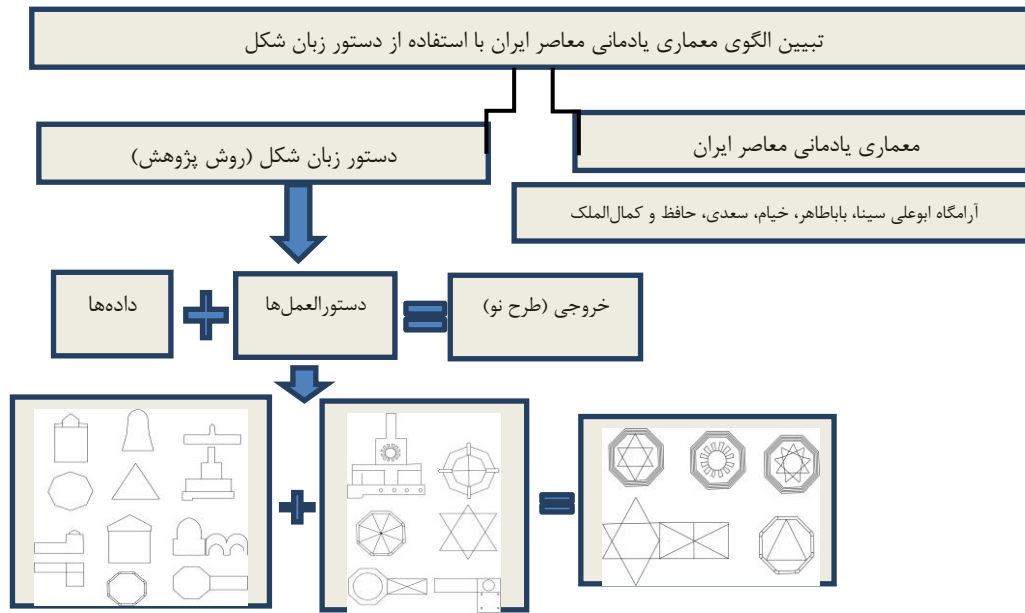 تبیین الگوی معماری یادمانی معاصر ایران با استفاده از دستور زبان شکل
معماری یادمانی معاصر ایران
دستور زبان شکل (روش پژوهش)
آرامگاه ابوعلی سینا، باباطاهر، خیام، سعدی، حافظ و کمال‌الملک
داده‌ها
دستورالعمل‌ها
خروجی (طرح نو)